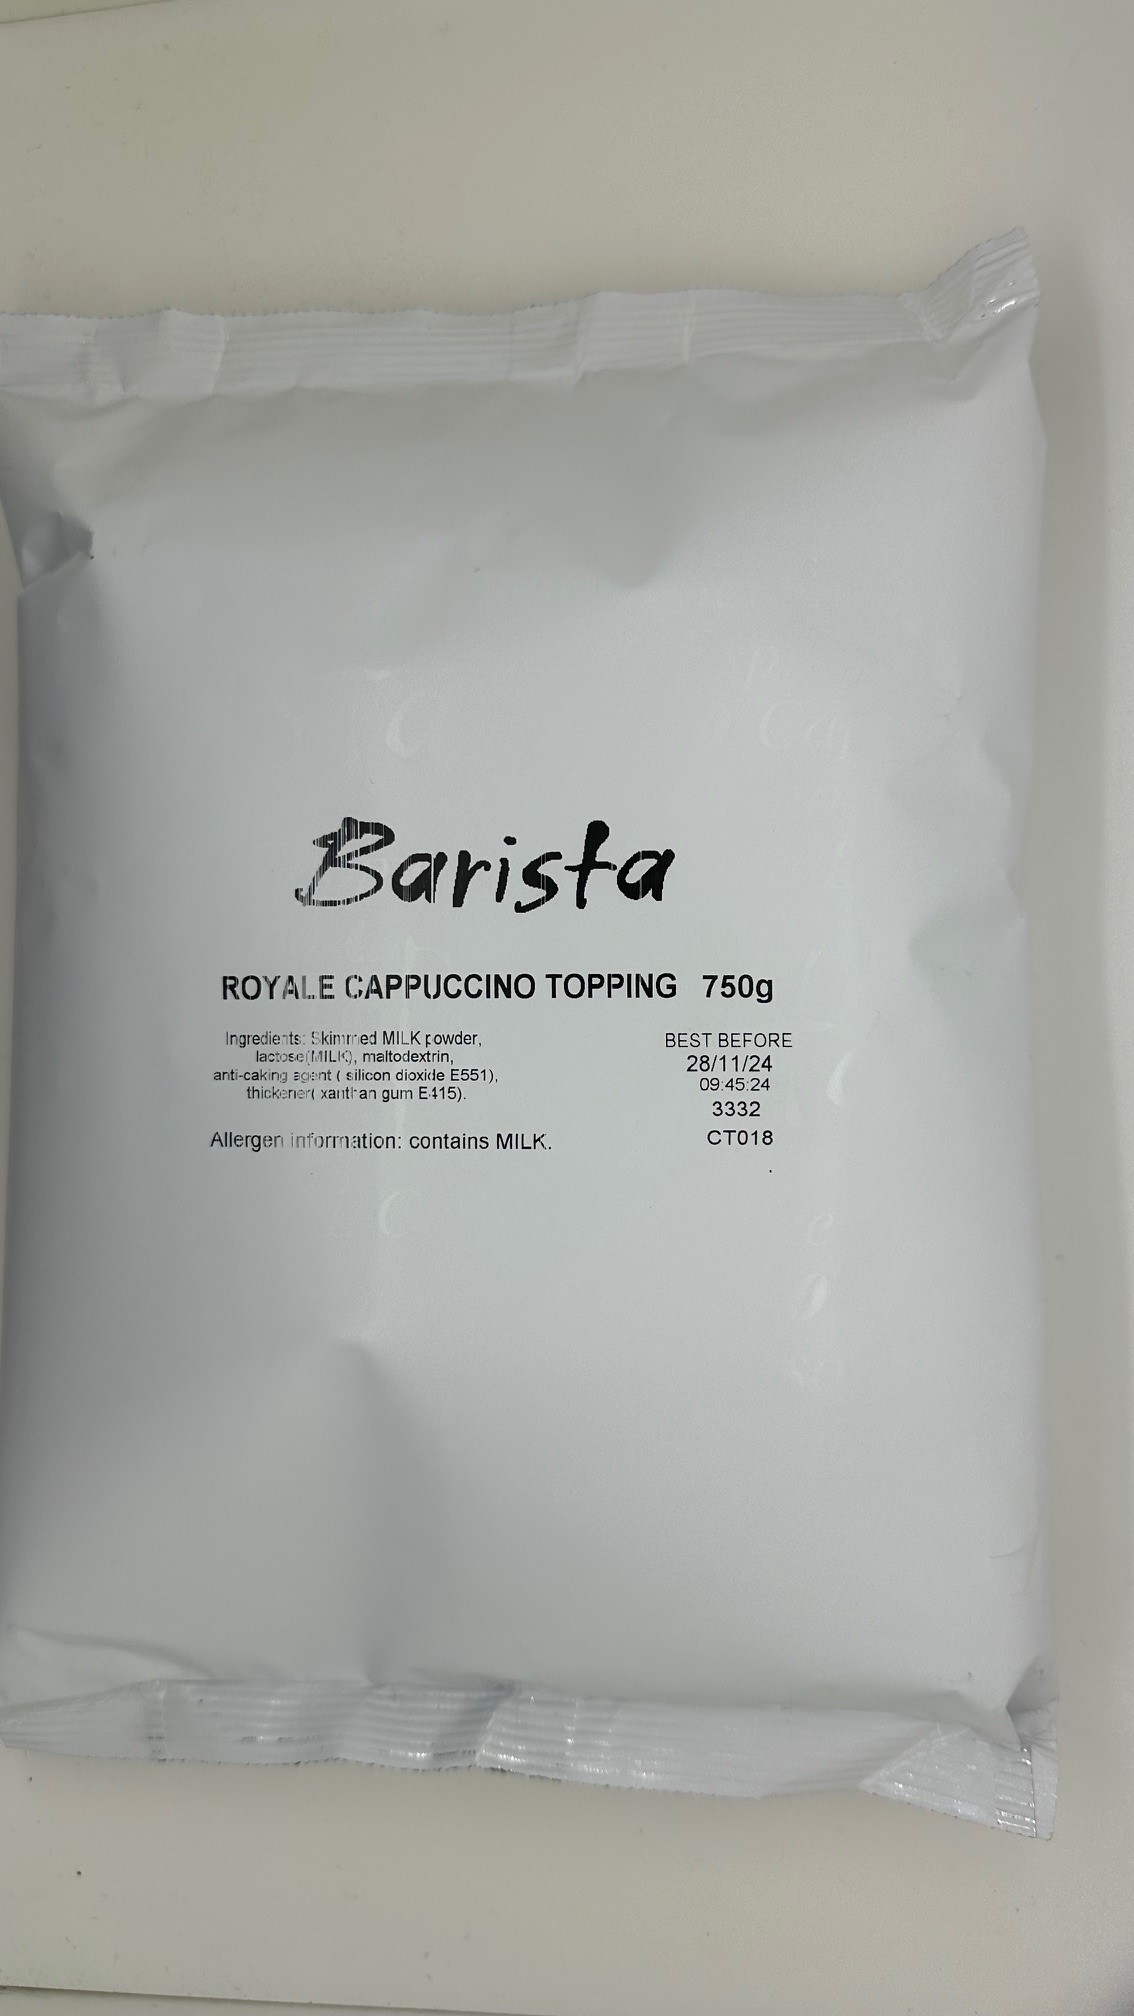 Barista
ROYALE CAPPUCCINO TOPPING 750g
Ingredients: Skimmed MILK powder,
lactose(MILK), maltodextrin,
anti-caking agent ( silicon dioxide E551),
thickener( xanthan gum E415).
Allergen information: contains MILK.
BEST BEFORE
28/11/24
09:45:24
3332
CT018